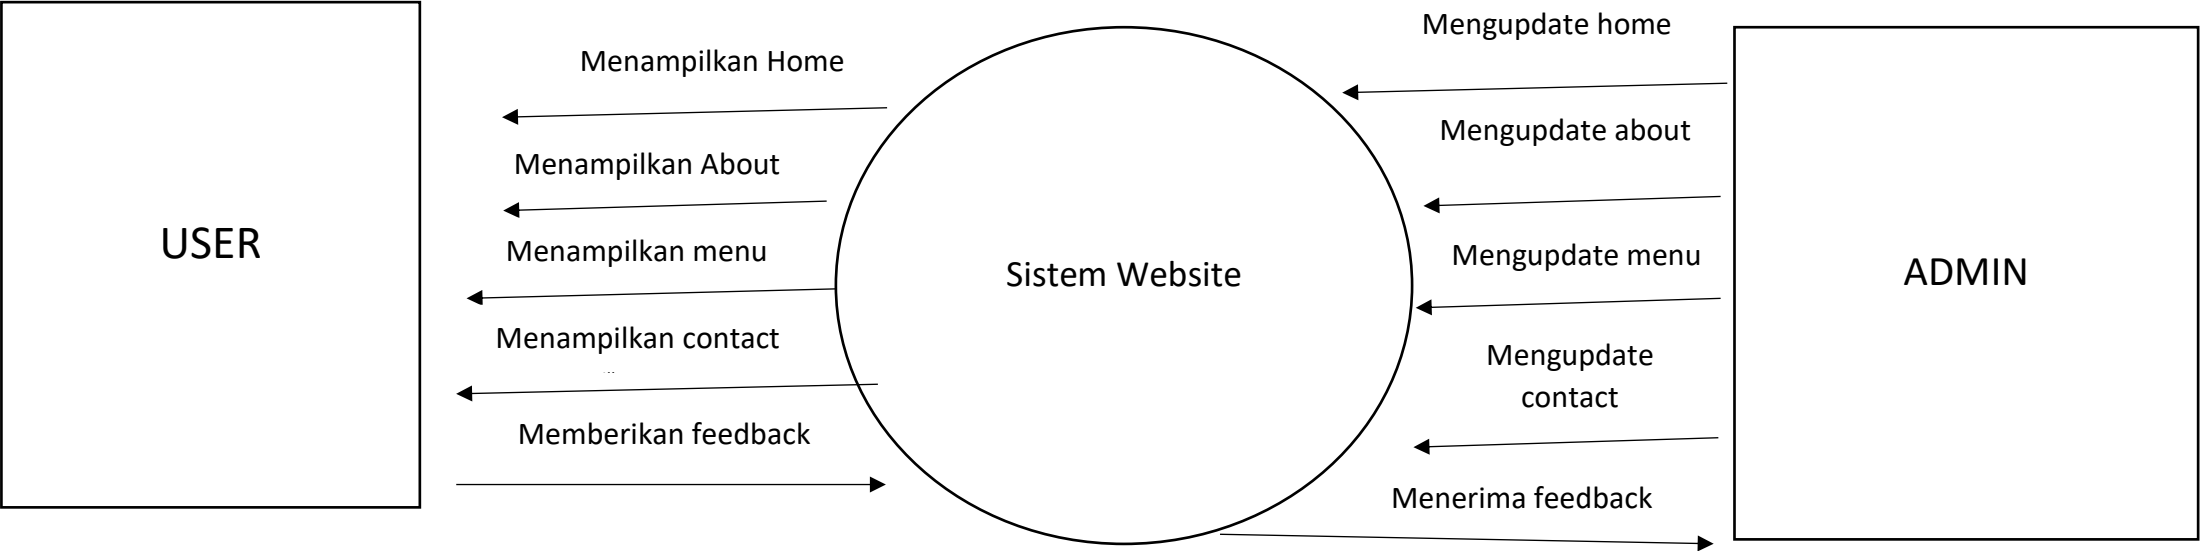 USER
Menampilkan Home
Menampilkan About
Menampilkan menu
Menampilkan contact
Memberikan feedback
Sistem Website
Mengupdate home
Mengupdate about
Mengupdate menu
Mengupdate
contact
Menerima feedback
ADMIN